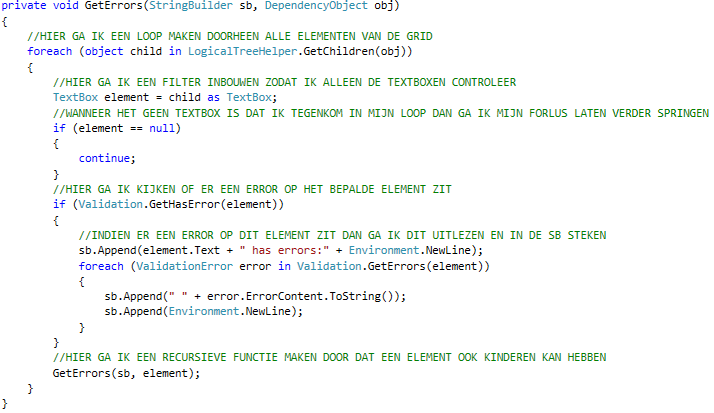 private void GetErrors(StringBuilder sb, DependencyObject obj)
{
//HIER GA IK EEN LOOP MAKEN DOORHEEN ALLE ELEMENTEN VAN DE GRID
foreach (object child in LogicalTreeHelper.GetChildren(obj))
{
//HIER GA IK EEN FILTER INBOUWEN ZODAT IK ALLEEN DE TEXTBOXEN CONTROLEER
TextBox element = child as TextBox;
//WANNEER HET GEEN TEXTBOX IS DAT IK TEGENKOM IN MIJN LOOP DAN GA IK MIJN FORLUS LATEN VERDER SPRINGEN
if (element == null)
{
continue;
}
//HIER GA IK KIJKEN OF ER EEN ERROR OP HET BEPALDE ELEMENT ZIT
if (Validation.GetHasError(element))
{
//INDIEN ER EEN ERROR OP DIT ELEMENT ZIT DAN GA IK DIT UITLEZEN EN IN DE SB STEKEN
sb.Append(element.Text + " has errors:" + Environment.NewLine);
foreach (ValidationError error in Validation.GetErrors(element))
{
sb.Append(" " + error.ErrorContent.ToString());
sb.Append(Environment.NewLine);
}
}
//HIER GA IK EEN RECURSIEVE FUNCTIE MAKEN DOOR DAT EEN ELEMENT OOK KINDEREN KAN HEBBEN
GetErrors(sb, element);
}
}